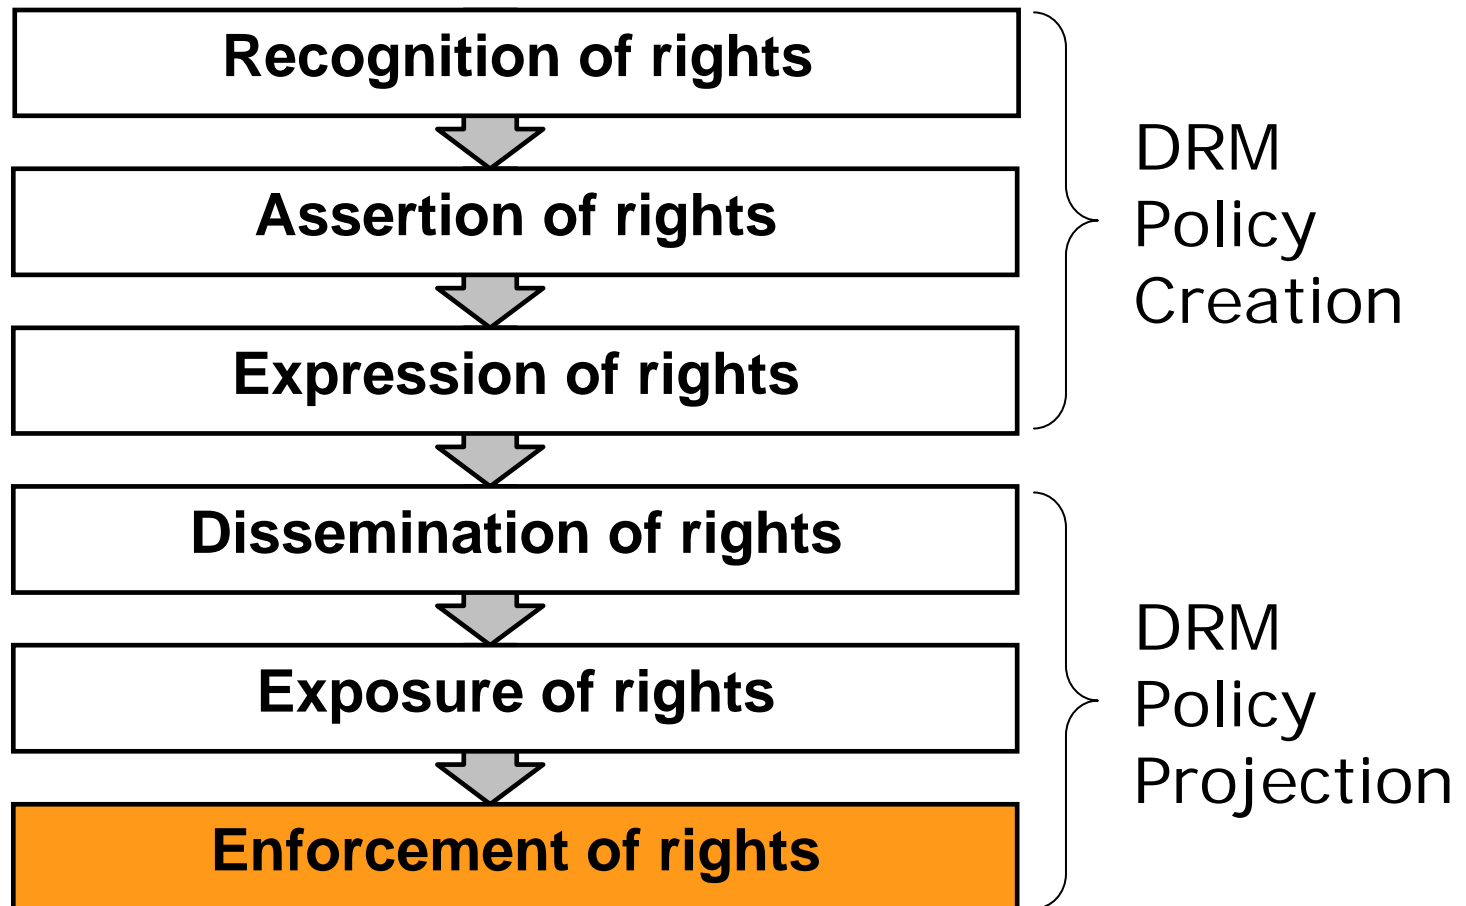 Recognition of rights
Assertion of rights
Expression of rights
DRM
Policy
Creation
Dissemination of rights
Exposure of rights
Enforcement of rights
DRM
Policy
Projection